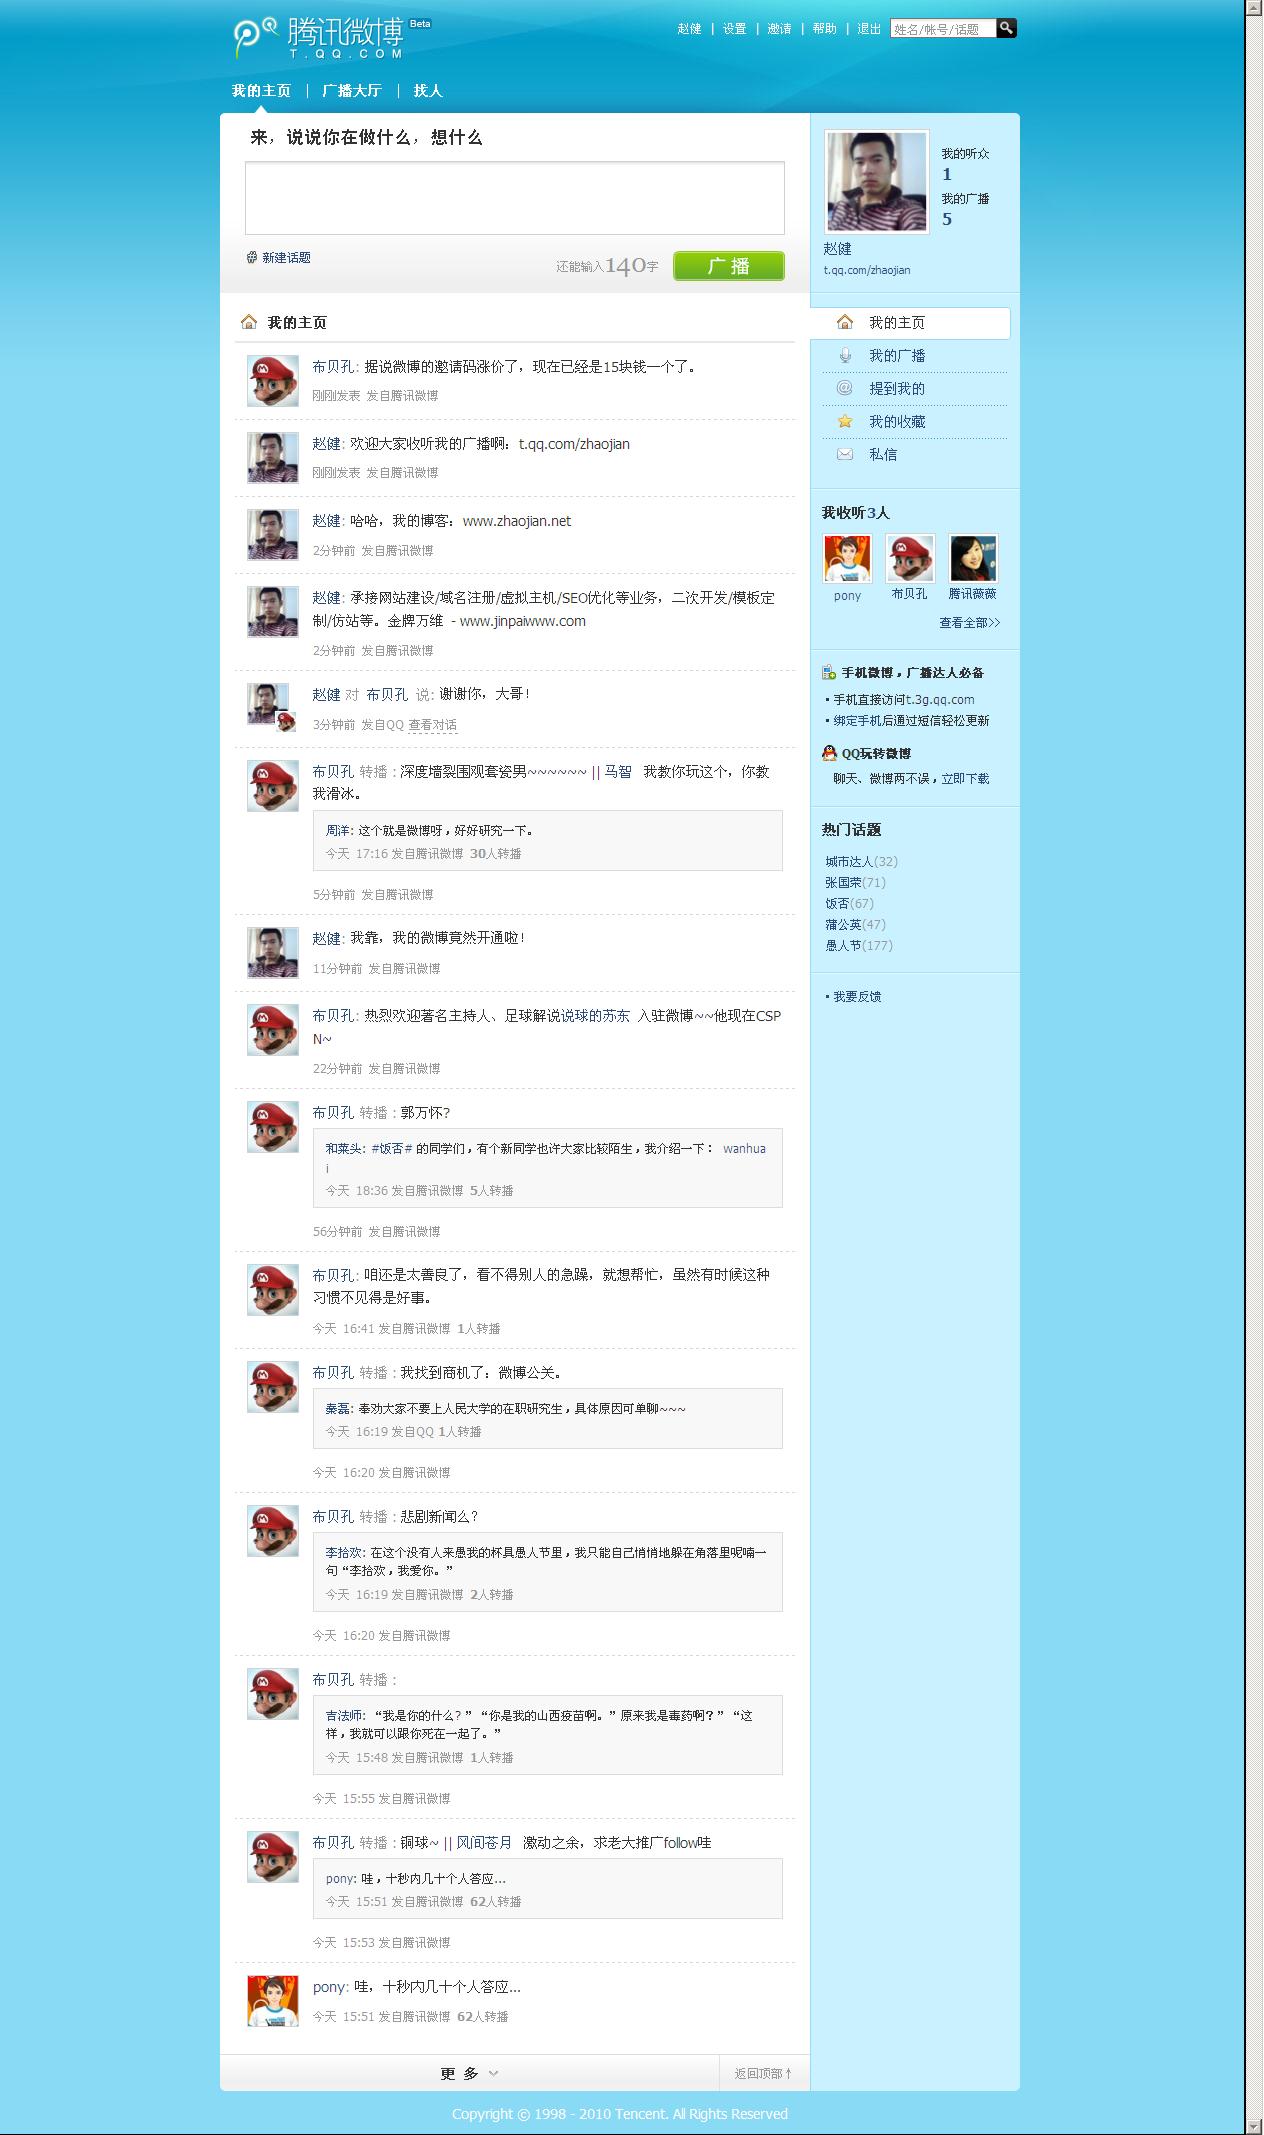 腾讯微博 Beta
T.QQ.COM
赵健 | 设置 | 邀请 | 帮助 | 退出 姓名/帐号/话题
我的主页 | 广播大厅 | 找人
来，说说你在做什么，想什么
新建话题 还能输入140字 广播
我的主页
布贝孔: 据说微博的邀请码涨价了，现在已经是15块钱一个了。
刚刚发表 发自腾讯微博
赵健: 欢迎大家收听我的广播啊：t.qq.com/zhaojian
刚刚发表 发自腾讯微博
赵健: 哈哈，我的博客：www.zhaojian.net
2分钟前 发自腾讯微博
赵健: 承接网站建设/域名注册/虚拟主机/SEO优化等业务，二次开发/模板定
制/仿站等。金牌万维 - www.jinpaiwww.com
2分钟前 发自腾讯微博
赵健 对 布贝孔 说: 谢谢你，大哥！
3分钟前 发自QQ 查看对话
布贝孔 转播 : 深度墙裂围观套瓷男~~~~~~ || 马智 我教你玩这个，你教
我滑冰。
周洋: 这个就是微博呀，好好研究一下。
今天 17:16 发自腾讯微博 30人转播
5分钟前 发自腾讯微博
赵健: 我靠，我的微博竟然开通啦！
11分钟前 发自腾讯微博
布贝孔: 热烈欢迎著名主持人、足球解说说球的苏东 入驻微博~~他现在CSP
N~
22分钟前 发自腾讯微博
布贝孔 转播 : 郭万怀?
和菜头: #饭否# 的同学们，有个新同学也许大家比较陌生，我介绍一下： wanhua
i
今天 18:36 发自腾讯微博 5人转播
56分钟前 发自腾讯微博
布贝孔: 咱还是太善良了，看不得别人的急躁，就想帮忙，虽然有时候这种
习惯不见得是好事。
今天 16:41 发自腾讯微博 1人转播
布贝孔 转播 : 我找到商机了：微博公关。
秦磊: 奉劝大家不要上人民大学的在职研究生，具体原因可单聊~~~
今天 16:19 发自QQ 1人转播
今天 16:20 发自腾讯微博
布贝孔 转播 : 悲剧新闻么?
李拾欢: 在这个没有人来愚我的杯具愚人节里，我只能自己悄悄地躲在角落里呢喃一
句“李拾欢，我爱你。”
今天 16:19 发自腾讯微博 2人转播
今天 16:20 发自腾讯微博
布贝孔 转播 :
吉法师: “我是你的什么? ” “你是我的山西疫苗啊。”原来我是毒药啊? ” “这
样，我就可以跟你死在一起了。”
今天 15:48 发自腾讯微博 1人转播
今天 15:55 发自腾讯微博
布贝孔 转播 : 铜球~ || 风间苍月 激动之余，求老大推广follow哇
pony: 哇，十秒内几十个人答应...
今天 15:51 发自腾讯微博 62人转播
今天 15:53 发自腾讯微博
pony: 哇，十秒内几十个人答应...
今天 15:51 发自腾讯微博 62人转播
更 多 返回顶部↑
我的听众
1
我的广播
5
赵健
t.qq.com/zhaojian
我的主页
我的广播
提到我的
我的收藏
私信
我收听3人
pony 布贝孔 腾讯薇薇
查看全部>>
手机微博，广播达人必备
• 手机直接访问t.3g.qq.com
• 绑定手机后通过短信轻松更新
QQ玩转微博
聊天、微博两不误，立即下载
热门话题
城市达人(32)
张国荣(71)
饭否(67)
蒲公英(47)
愚人节(177)
• 我要反馈
Copyright © 1998 - 2010 Tencent. All Rights Reserved